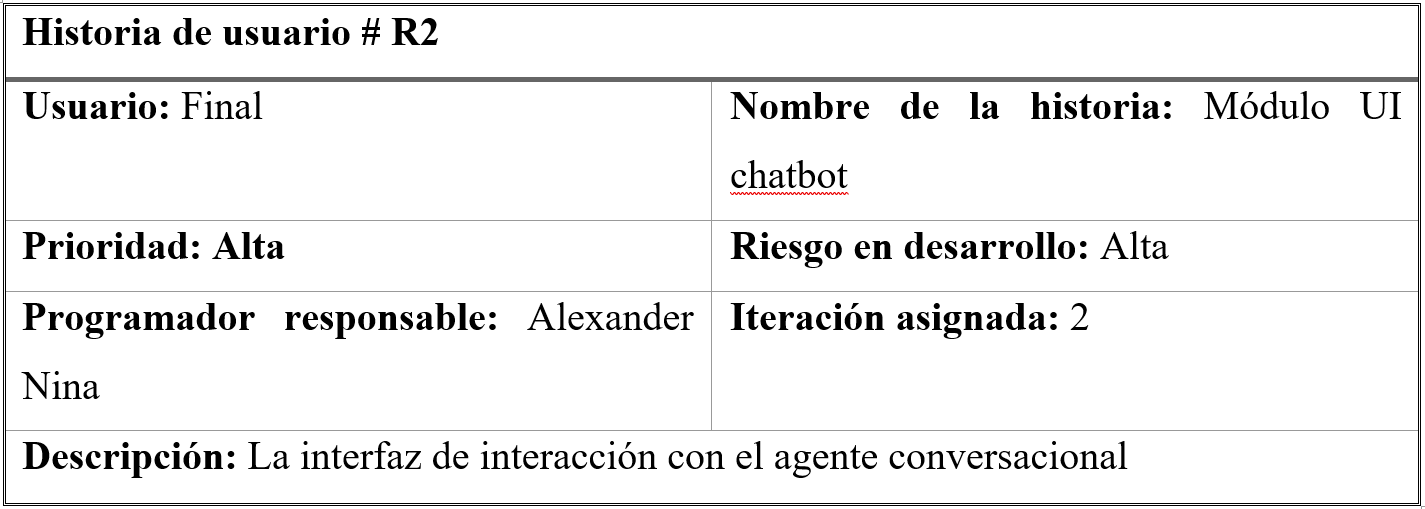 Historia de usuario # R2
Usuario: Final
Nombre de la historia: Módulo UI
chatbot
Prioridad: Alta
Riesgo en desarrollo: Alta
Programador responsable: Alexander
Nina
Iteración asignada: 2
Descripción: La interfaz de interacción con el agente conversacional